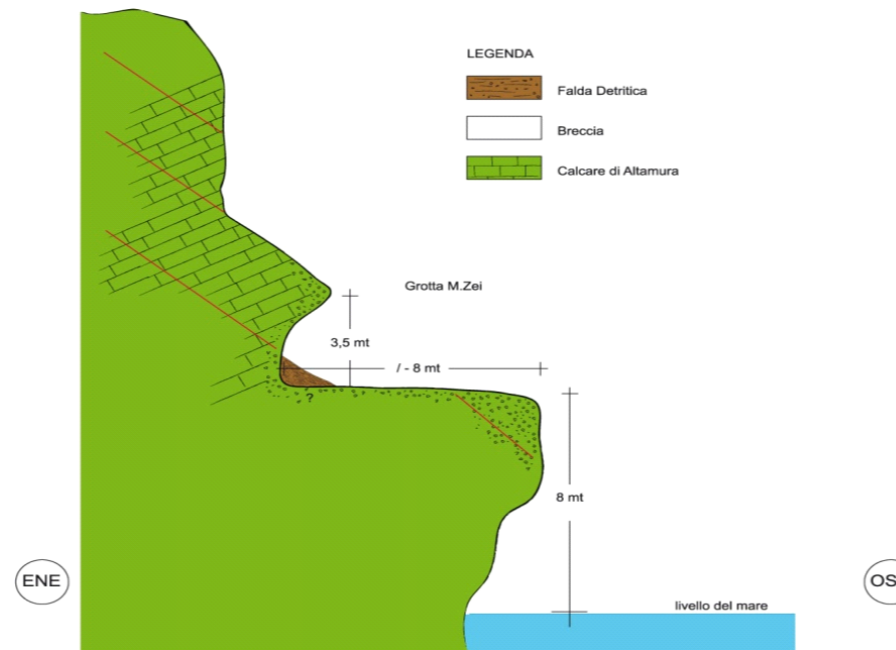 LEGENDA
Falda Detritica
Breccia
Calcare di Altamura
Grotta M.Zei
3,5 mt
/ - 8 mt
?
8 mt
ENE
OS
livello del mare